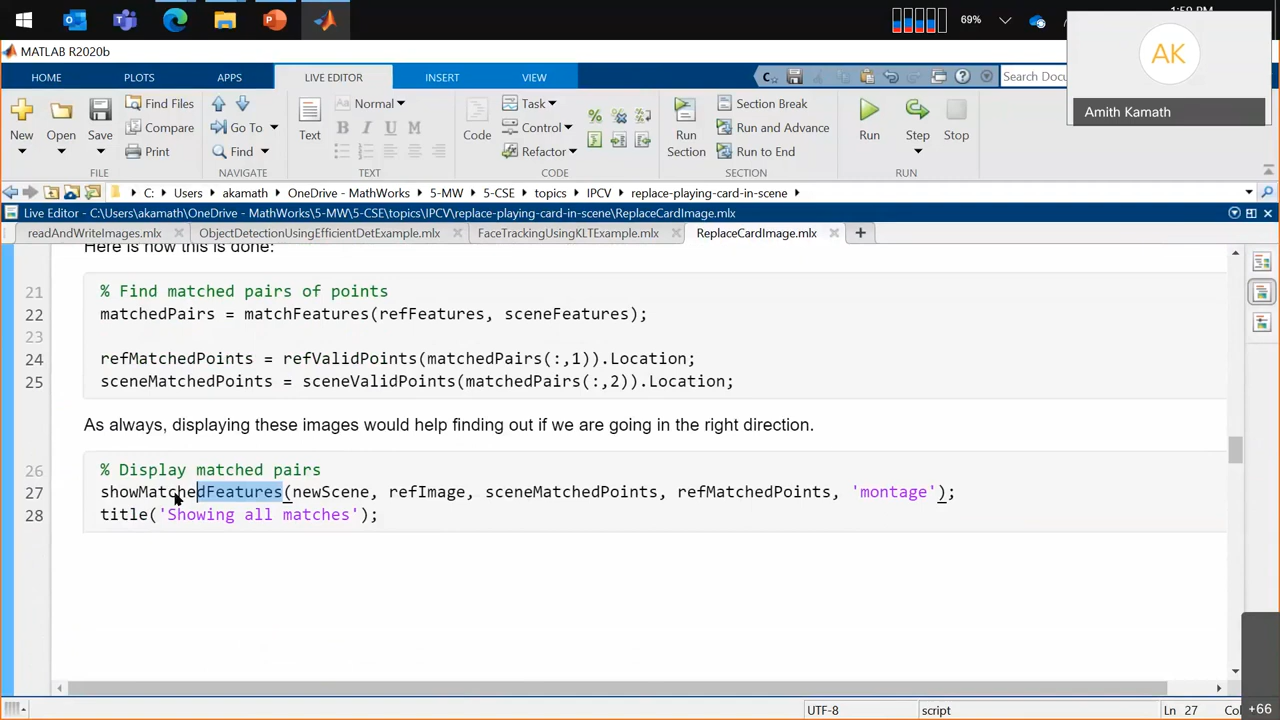 69%
1:59 PM
MATLAB R2020b
AK
Amith Kamath
HOME PLOTS APPS LIVE EDITOR INSERT VIEW
Search Docu
New Open Save
Find Files
Compare
Print
Go To
Find
Text
Aa Normal
B I U M
Code
Task
Control
Refactor
Run Section
Section Break
Run and Advance
Run to End
Run Step Stop
FILE NAVIGATE TEXT CODE SECTION RUN
C: Users akamath OneDrive - MathWorks 5-MW 5-CSE topics IPCV replace-playing-card-in-scene
Live Editor - C:\Users\akamath\OneDrive - MathWorks\5-MW\5-CSE\topics\IPCV\replace-playing-card-in-scene\ReplaceCardImage.mlx
readAndWriteImages.mlx ObjectDetectionUsingEfficientDetExample.mlx FaceTrackingUsingKLTExample.mlx ReplaceCardImage.mlx
Here is how this is done:
21 % Find matched pairs of points
22 matchedPairs = matchFeatures(refFeatures, sceneFeatures);
23
24 refMatchedPoints = refValidPoints(matchedPairs(:,1)).Location;
25 sceneMatchedPoints = sceneValidPoints(matchedPairs(:,2)).Location;
As always, displaying these images would help finding out if we are going in the right direction.
26 % Display matched pairs
27 showMatchedFeatures(newScene, refImage, sceneMatchedPoints, refMatchedPoints, 'montage');
28 title('Showing all matches');
UTF-8 script Ln 27 Co
+66